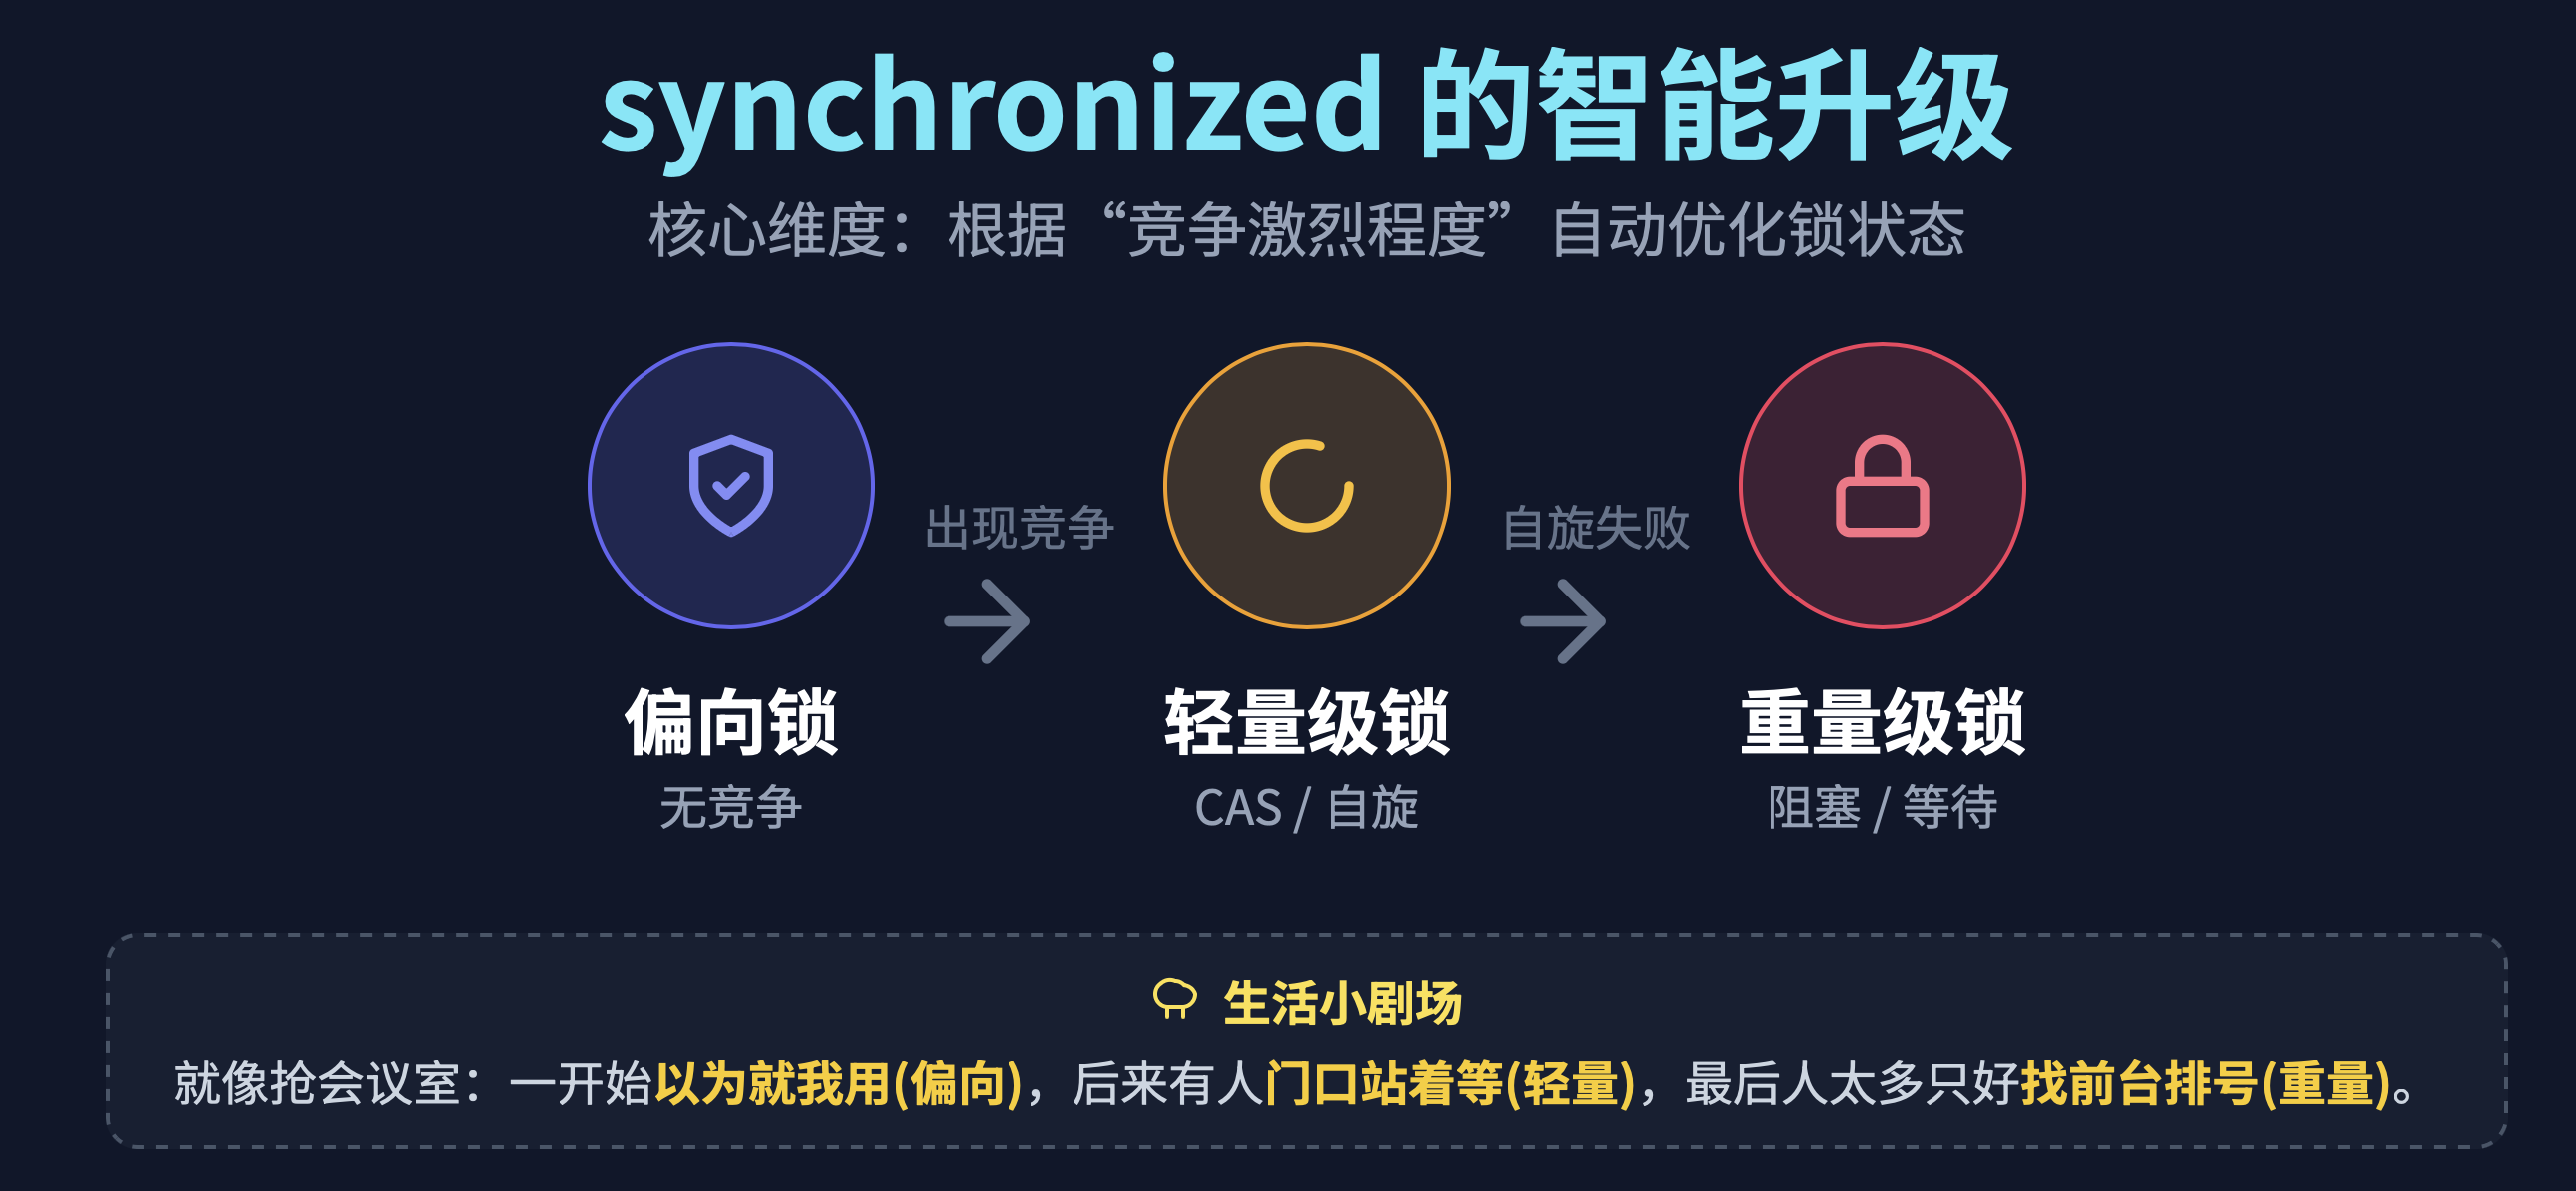 synchronized 的智能升级
核心维度：根据“竞争激烈程度”自动优化锁状态
出现竞争
自旋失败
偏向锁
轻量级锁
重量级锁
无竞争
CAS / 自旋
阻塞 / 等待
生活小剧场
就像抢会议室：一开始以为就我用(偏向)，后来有人门口站着等(轻量)，最后人太多只好找前台排号(重量)。